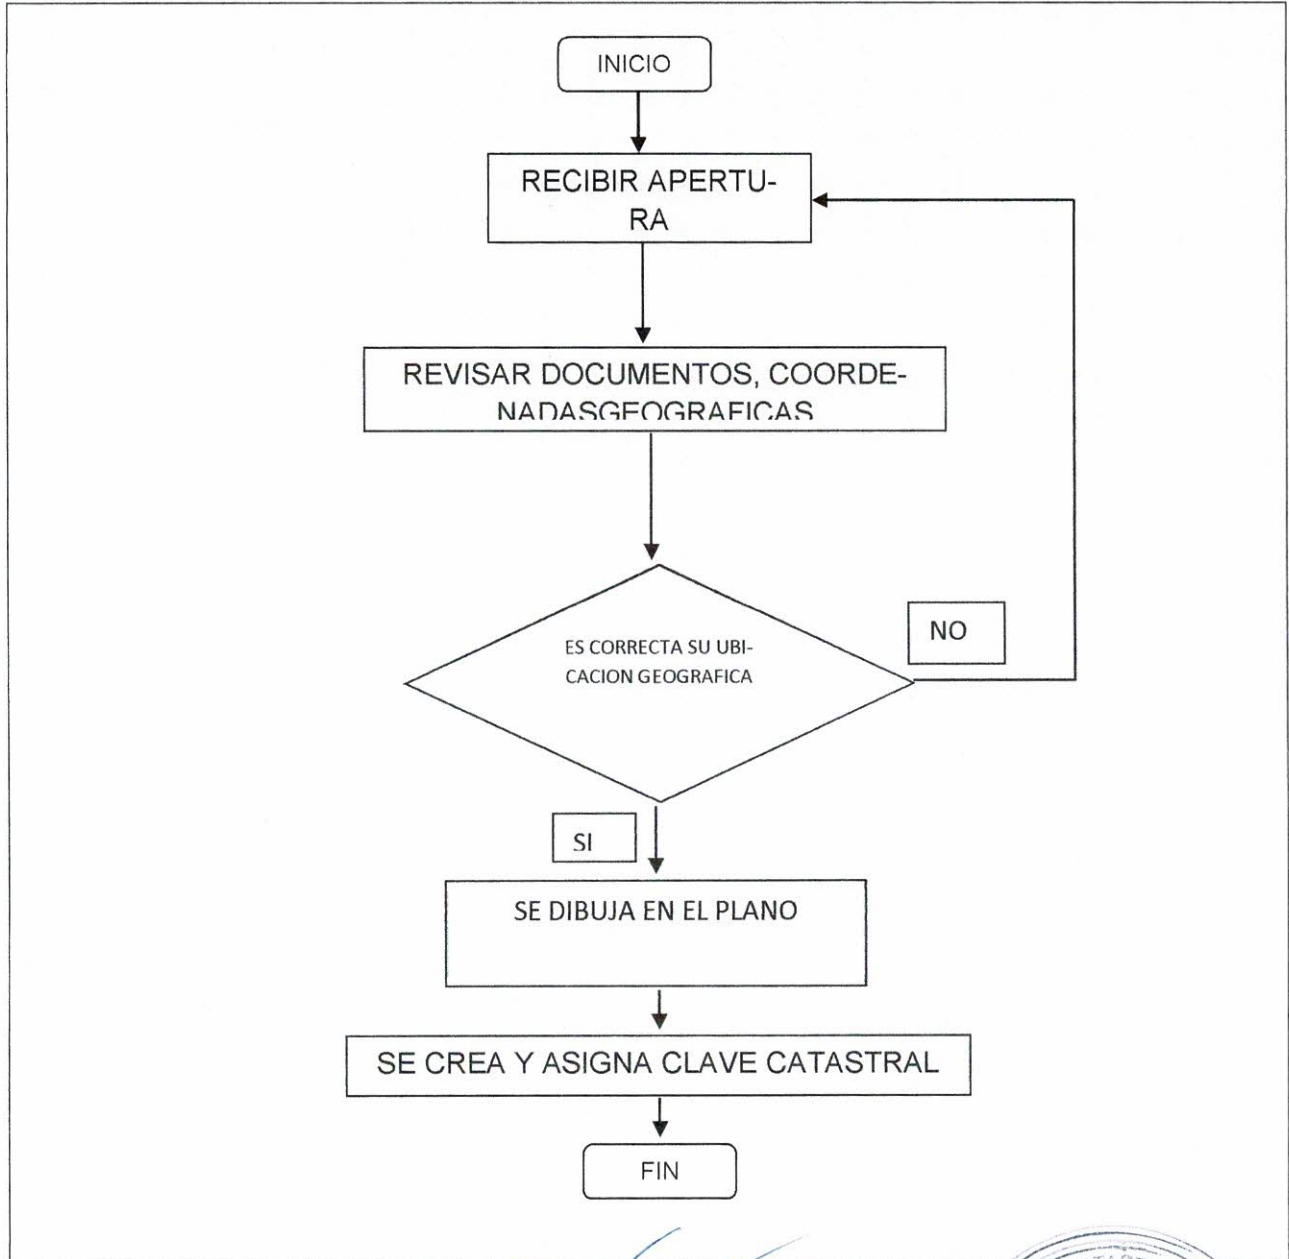 INICIO
RECIBIR APERTU-
RA
REVISAR DOCUMENTOS, COORDE-
NADASGEOGRAFICAS
ES CORRECTA SU UBI-
CACION GEOGRAFICA
NO
SI
SE DIBUJA EN EL PLANO
SE CREA Y ASIGNA CLAVE CATASTRAL
FIN